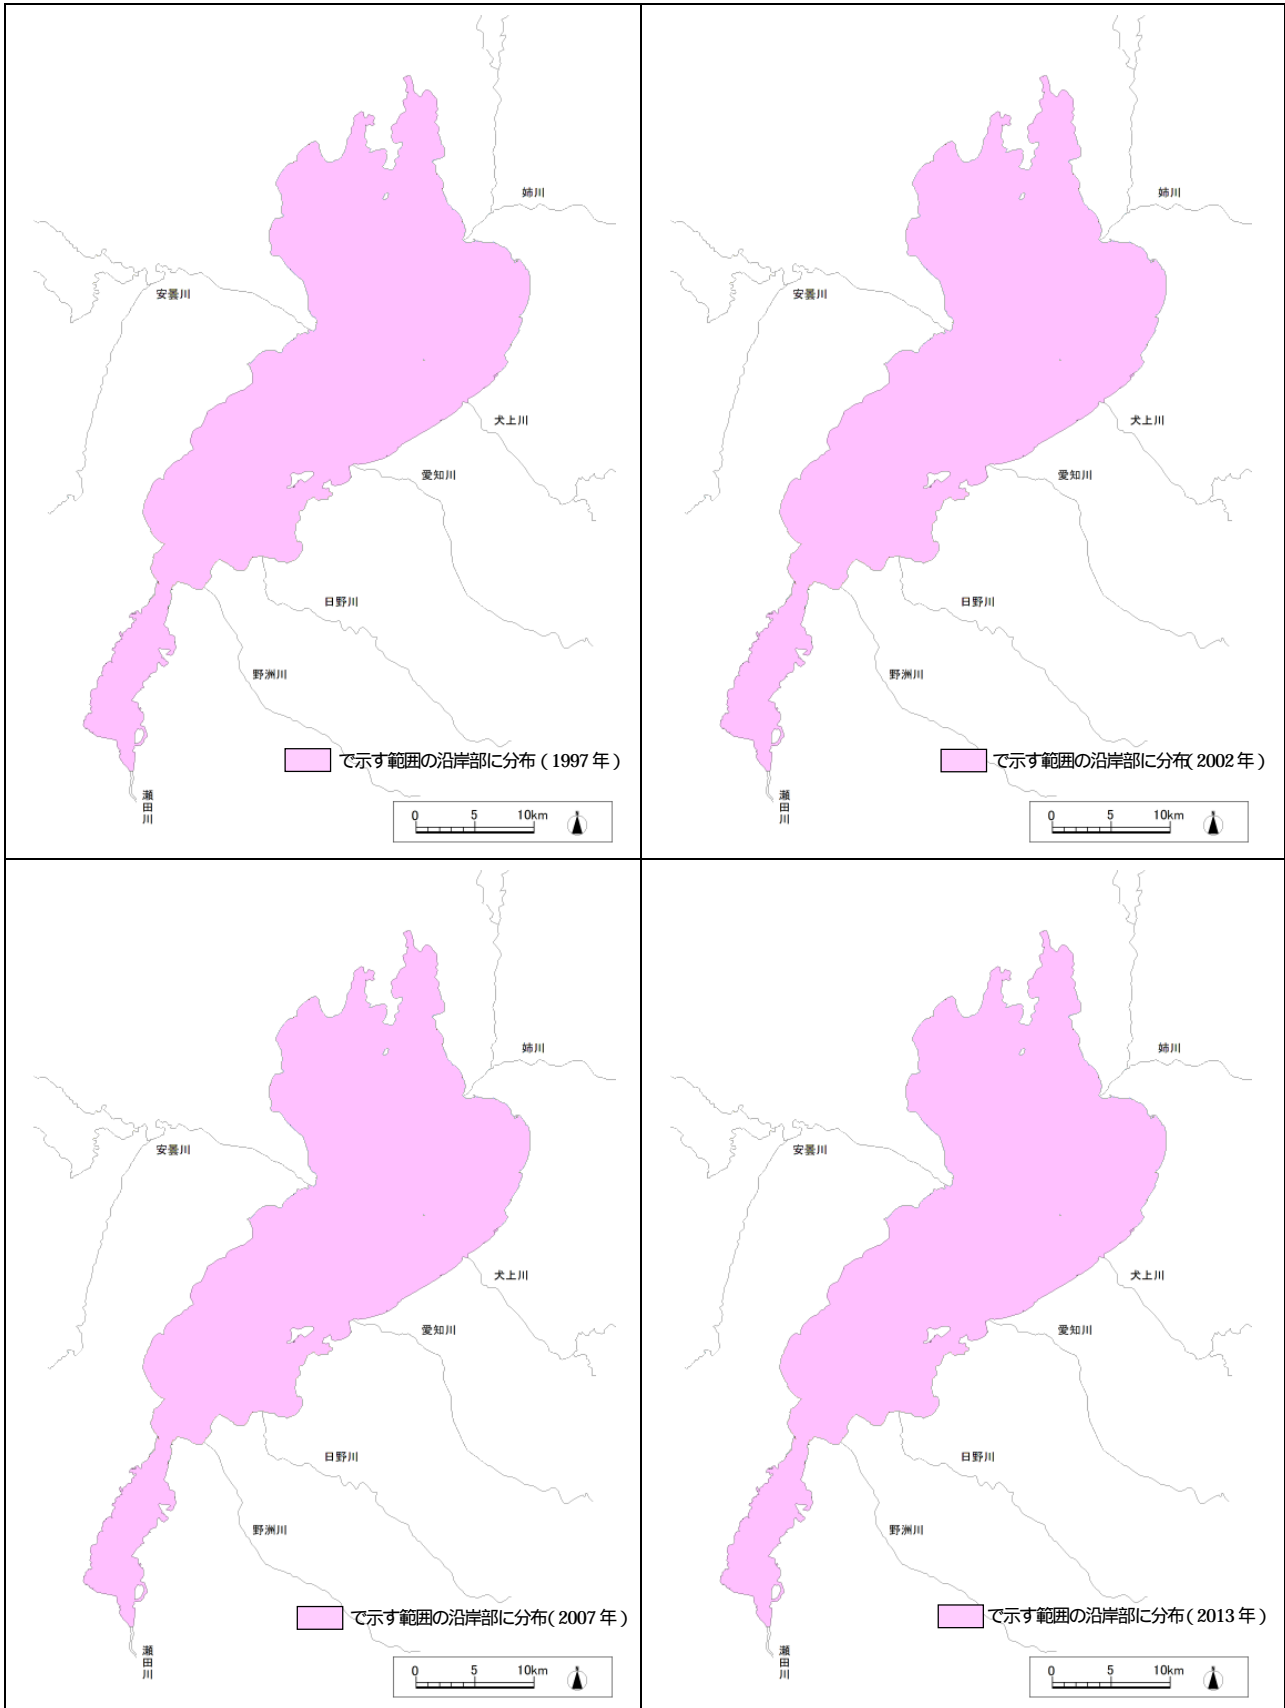 姉川
安曇川
犬上川
愛知川
日野川
野洲川
で示す範囲の沿岸部に分布（1997年）
瀬田川
0 5 10km
姉川
安曇川
犬上川
愛知川
日野川
野洲川
で示す範囲の沿岸部に分布（2002年）
瀬田川
0 5 10km
姉川
安曇川
犬上川
愛知川
日野川
野洲川
で示す範囲の沿岸部に分布（2007年）
瀬田川
0 5 10km
姉川
安曇川
犬上川
愛知川
日野川
野洲川
で示す範囲の沿岸部に分布（2013年）
瀬田川
0 5 10km